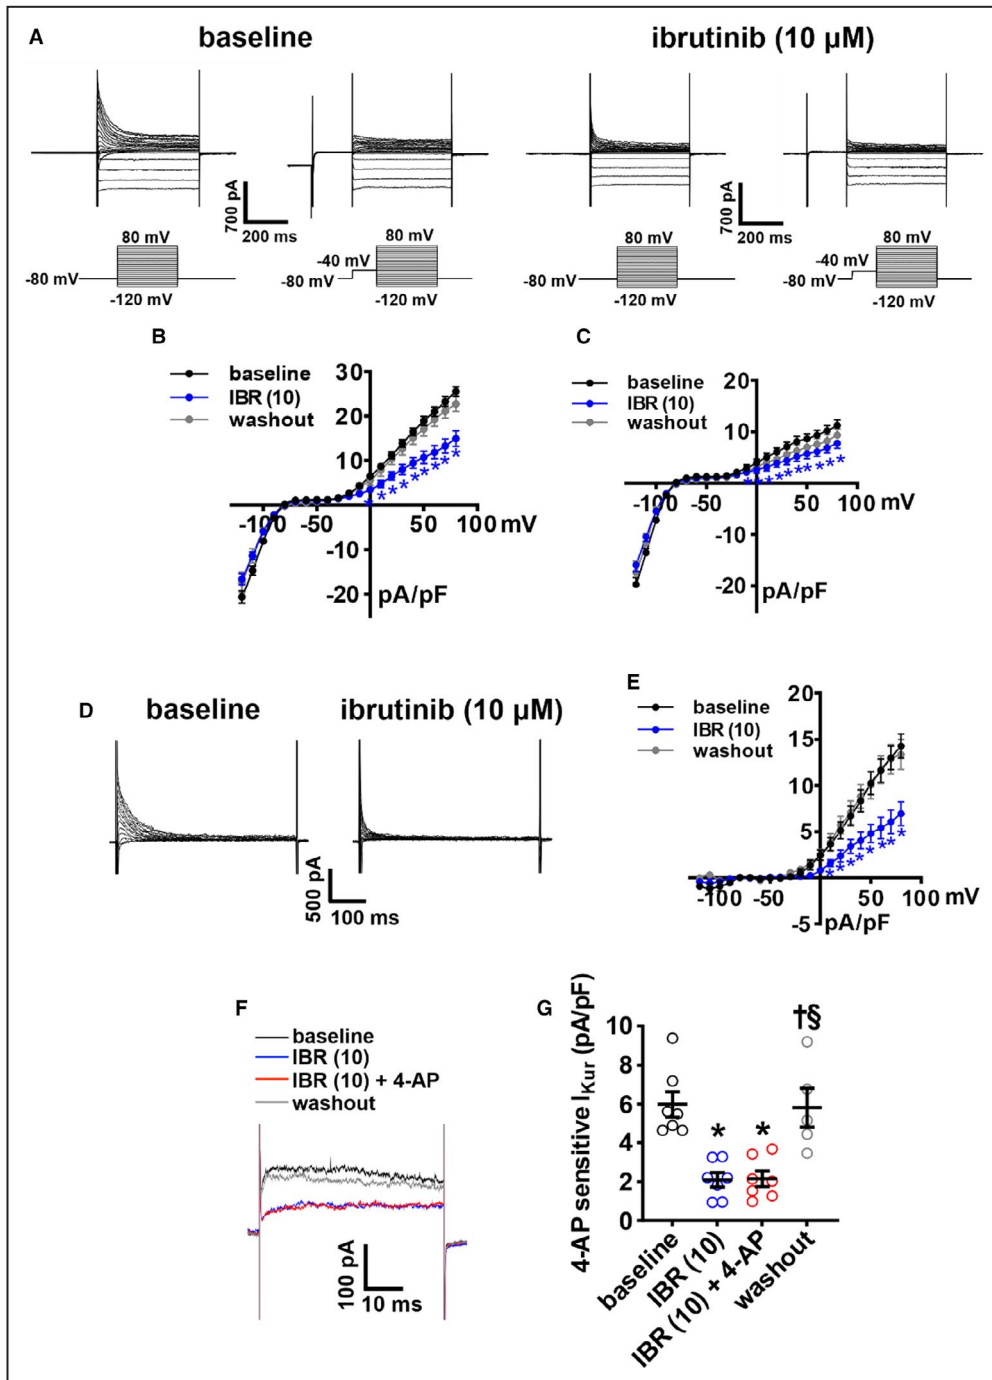 A
baseline
ibrutinib (10 µM)
700 pA
200 ms
700 pA
200 ms
80 mV
-80 mV
-120 mV
80 mV
-40 mV
-80 mV
-120 mV
80 mV
-80 mV
-120 mV
80 mV
-40 mV
-80 mV
-120 mV
B
baseline
IBR (10)
washout
30
20
10
-100
-50
50
100
mV
-10
-20
pA/pF
* * * * * * * * *
C
baseline
IBR (10)
washout
20
10
-100
-50
50
100
mV
-10
-20
pA/pF
* * * * * * * * * *
D
baseline
ibrutinib (10 µM)
500 pA
100 ms
E
baseline
IBR (10)
washout
20
15
10
5
-100
-50
50
100
mV
-5
pA/pF
* * * * * * * *
F
baseline
IBR (10)
IBR (10) + 4-AP
washout
100 pA
10 ms
G
4-AP sensitive IKur (pA/pF)
10
8
6
4
2
0
*
*
†§
baseline
IBR (10)
IBR (10) + 4-AP
washout